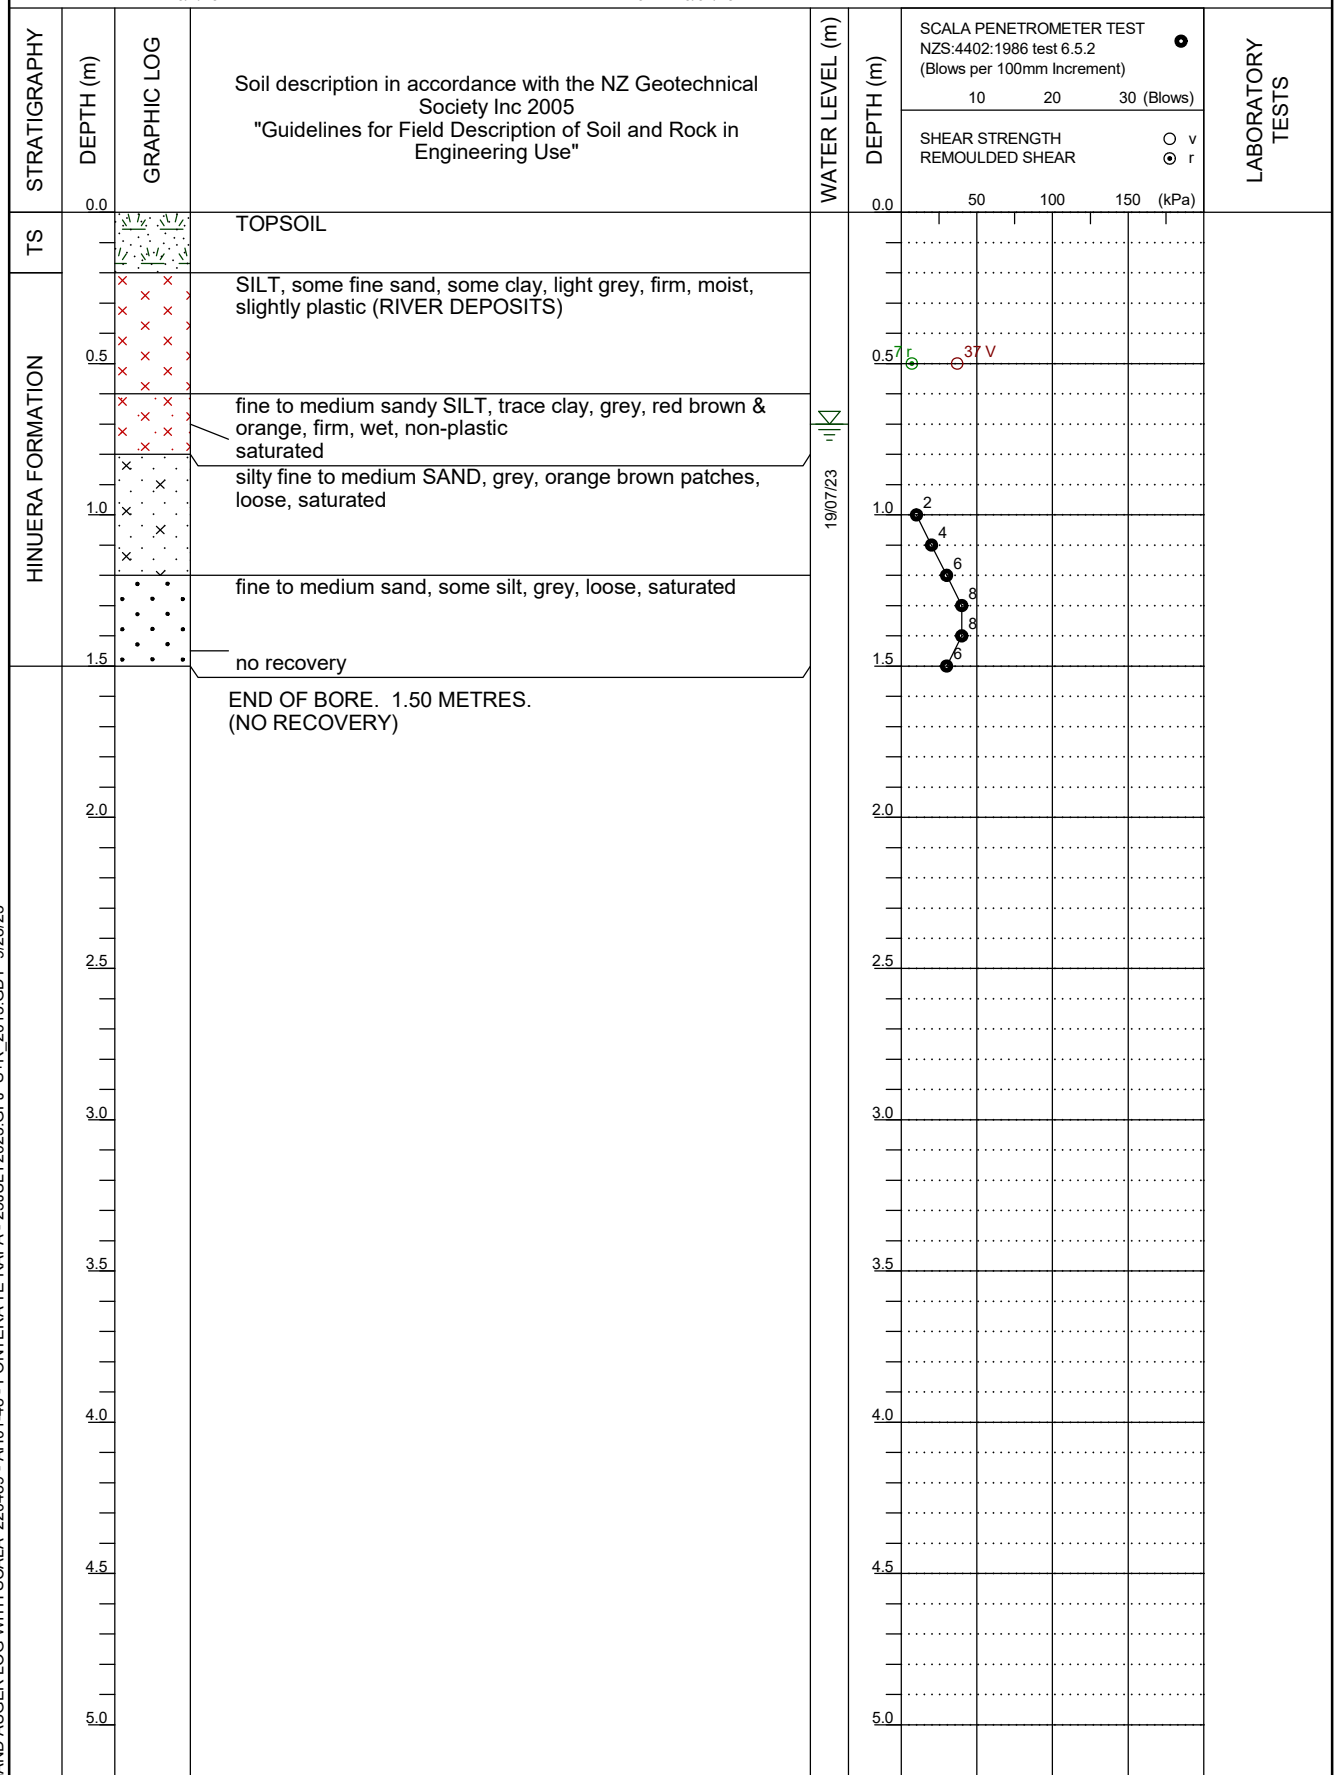 STRATIGRAPHY
DEPTH (m)
GRAPHIC LOG
Soil description in accordance with the NZ Geotechnical
Society Inc 2005
"Guidelines for Field Description of Soil and Rock in
Engineering Use"
WATER LEVEL (m)
DEPTH (m)
SCALA PENETROMETER TEST
NZS:4402:1986 test 6.5.2
(Blows per 100mm Increment)
10 20 30 (Blows)
SHEAR STRENGTH v
REMOULDED SHEAR r
50 100 150 (kPa)
LABORATORY
TESTS
0.0 0.0
TS
TOPSOIL
SILT, some fine sand, some clay, light grey, firm, moist,
slightly plastic (RIVER DEPOSITS)
HINUERA FORMATION
0.5 0.5 7 r 37 V
fine to medium sandy SILT, trace clay, grey, red brown &
orange, firm, wet, non-plastic
saturated
silty fine to medium SAND, grey, orange brown patches,
loose, saturated
19/07/23
1.0 1.0 2
4
6
fine to medium sand, some silt, grey, loose, saturated
8
8
no recovery
1.5 1.5 6
END OF BORE. 1.50 METRES.
(NO RECOVERY)
2.0 2.0
2.5 2.5
3.0 3.0
3.5 3.5
4.0 4.0
4.5 4.5
5.0 5.0